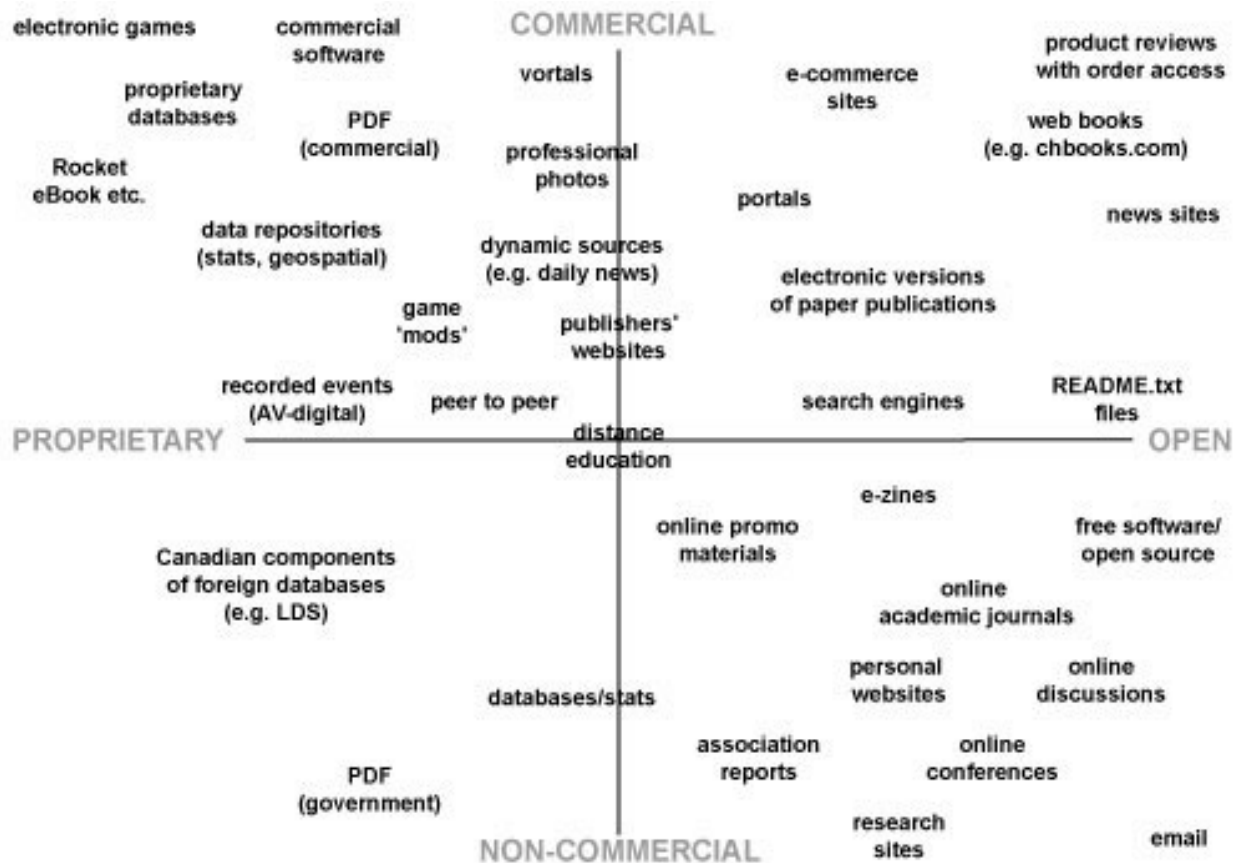 COMMERCIAL
electronic games
commercial
software
vortals
e-commerce
sites
product reviews
with order access
proprietary
databases
PDF
(commercial)
professional
photos
web books
(e.g. chbooks.com)
Rocket
eBook etc.
portals
news sites
data repositories
(stats, geospatial)
dynamic sources
(e.g. daily news)
electronic versions
of paper publications
game
'mods'
publishers'
websites
recorded events
(AV-digital)
peer to peer
search engines
README.txt
files
PROPRIETARY
distance
education
OPEN
e-zines
online promo
materials
free software/
open source
Canadian components
of foreign databases
(e.g. LDS)
online
academic journals
personal
websites
online
discussions
databases/stats
association
reports
online
conferences
PDF
(government)
research
sites
email
NON-COMMERCIAL